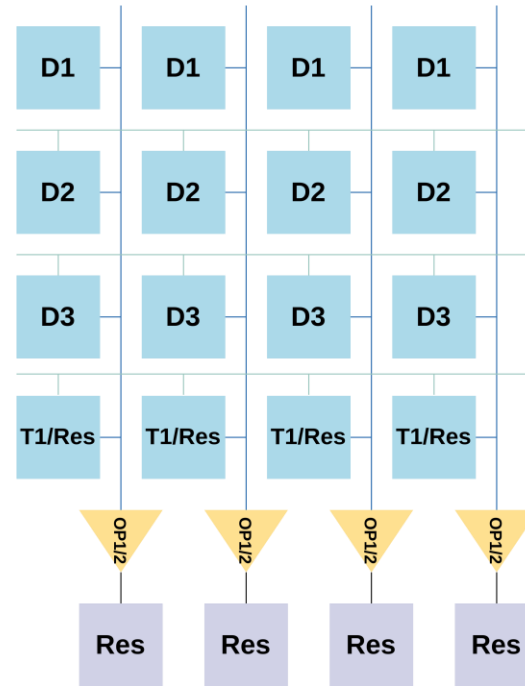 D1 D1 D1 D1
D2 D2 D2 D2
D3 D3 D3 D3
T1/Res T1/Res T1/Res T1/Res
OP1/2 OP1/2 OP1/2 OP1/2
Res Res Res Res